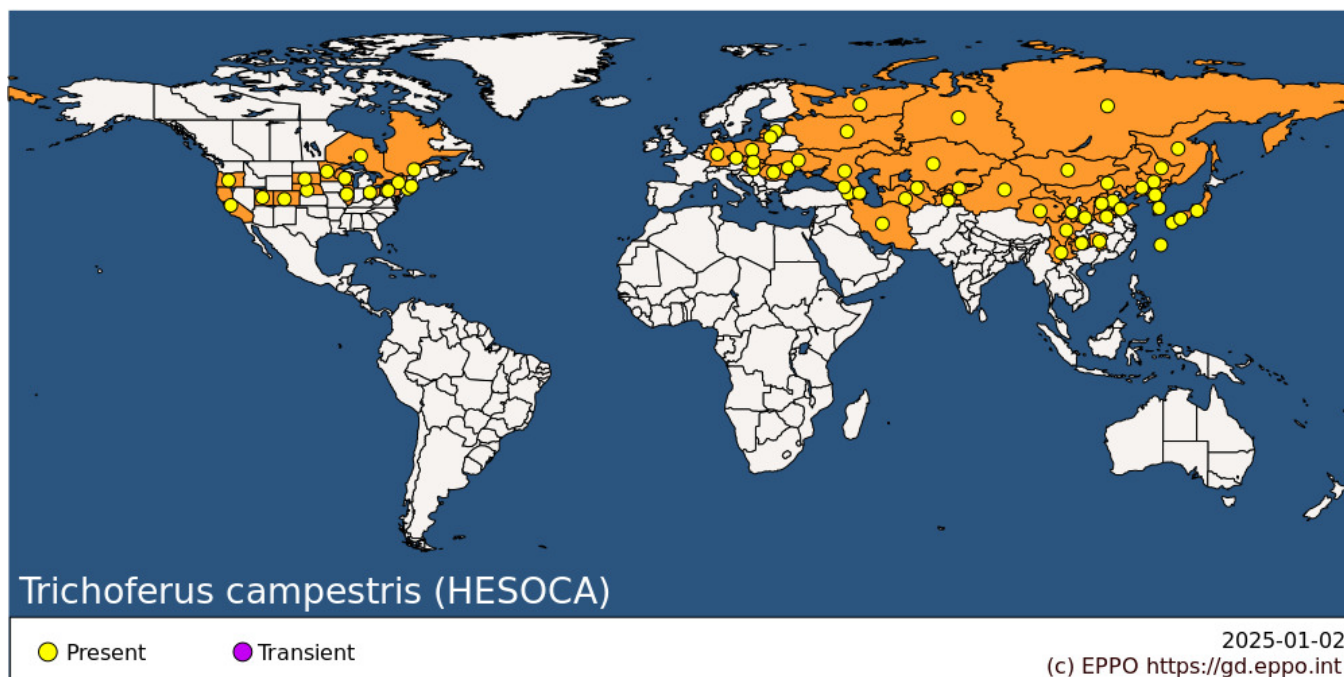 Trichoferus campestris (HESOCA)
Present
Transient
2025-01-02
(c) EPPO https://gd.eppo.int